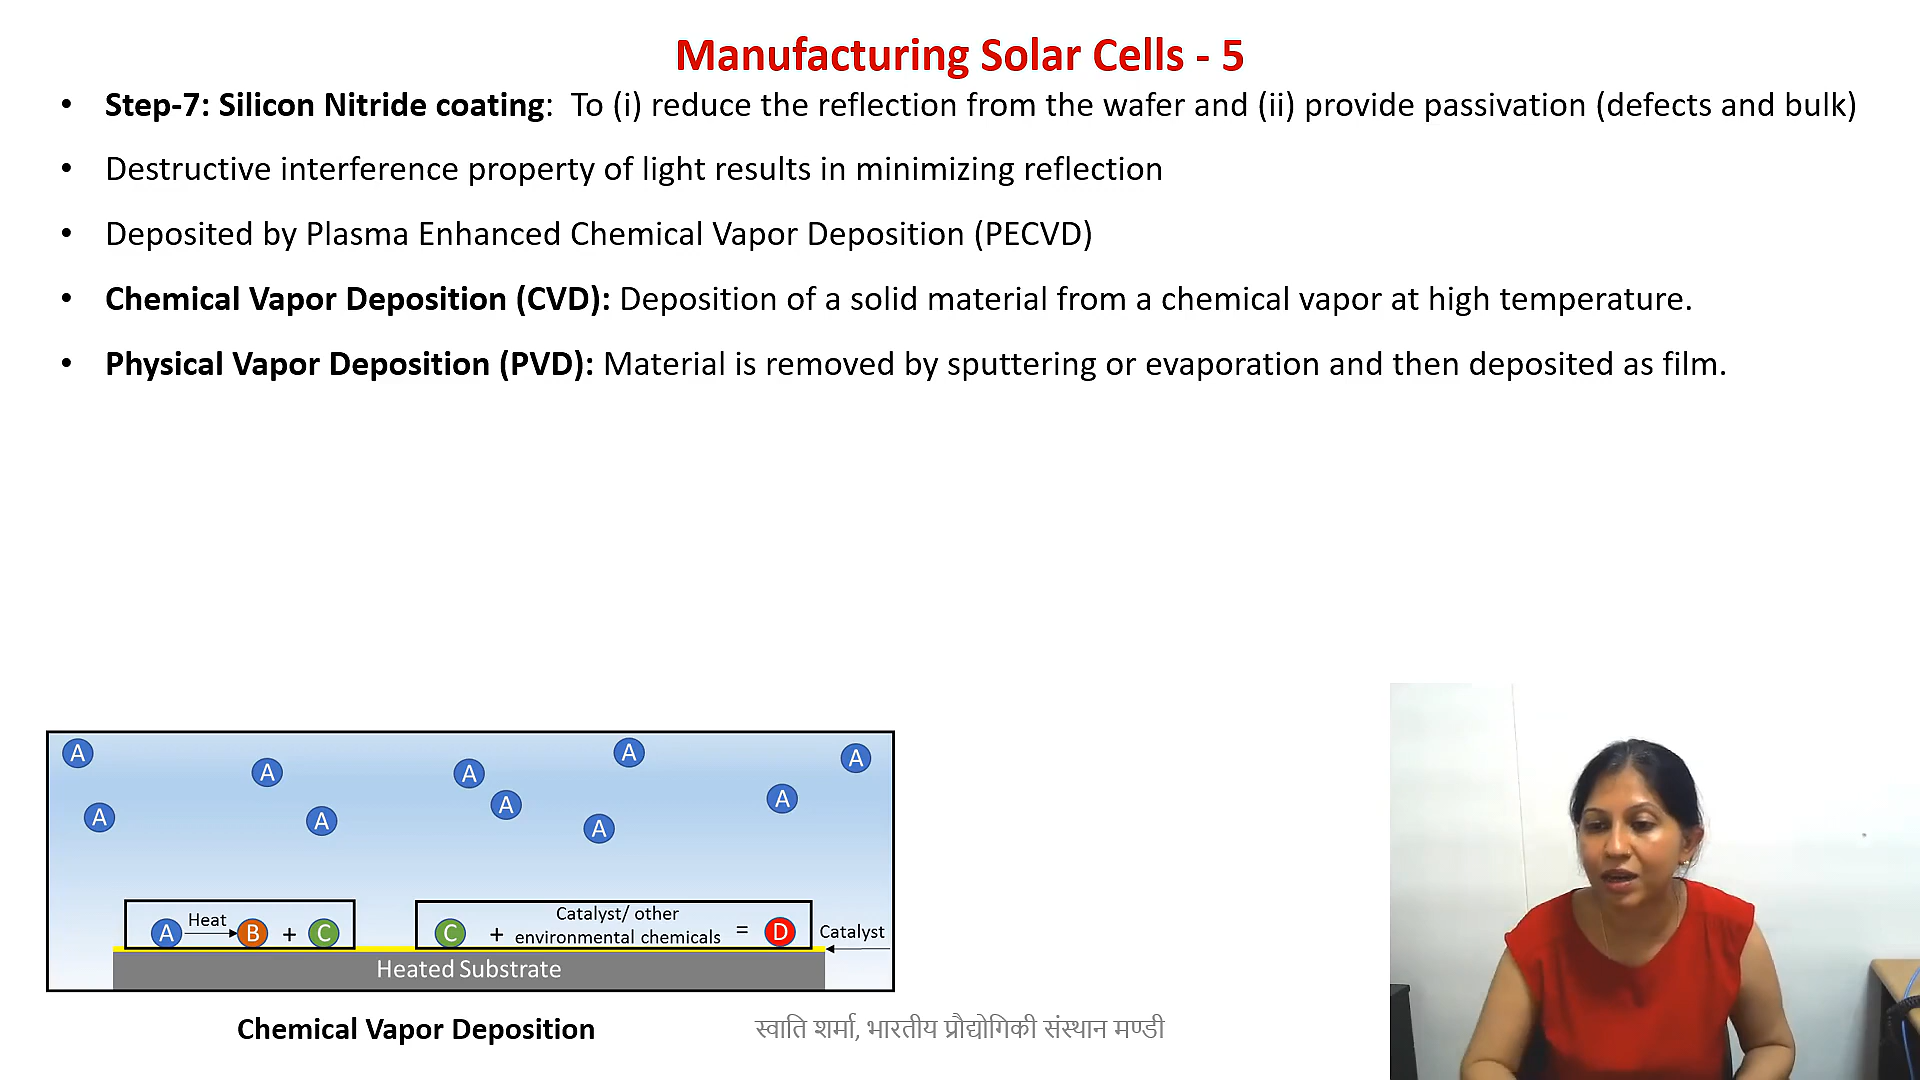 Manufacturing Solar Cells - 5
• Step-7: Silicon Nitride coating: To (i) reduce the reflection from the wafer and (ii) provide passivation (defects and bulk)
• Destructive interference property of light results in minimizing reflection
• Deposited by Plasma Enhanced Chemical Vapor Deposition (PECVD)
• Chemical Vapor Deposition (CVD): Deposition of a solid material from a chemical vapor at high temperature.
• Physical Vapor Deposition (PVD): Material is removed by sputtering or evaporation and then deposited as film.
A A A A A
A A A A A
A Heat B + C
C + Catalyst/ other
environmental chemicals = D
Catalyst
Heated Substrate
Chemical Vapor Deposition
स्वाति शर्मा, भारतीय प्रौद्योगिकी संस्थान मण्डी